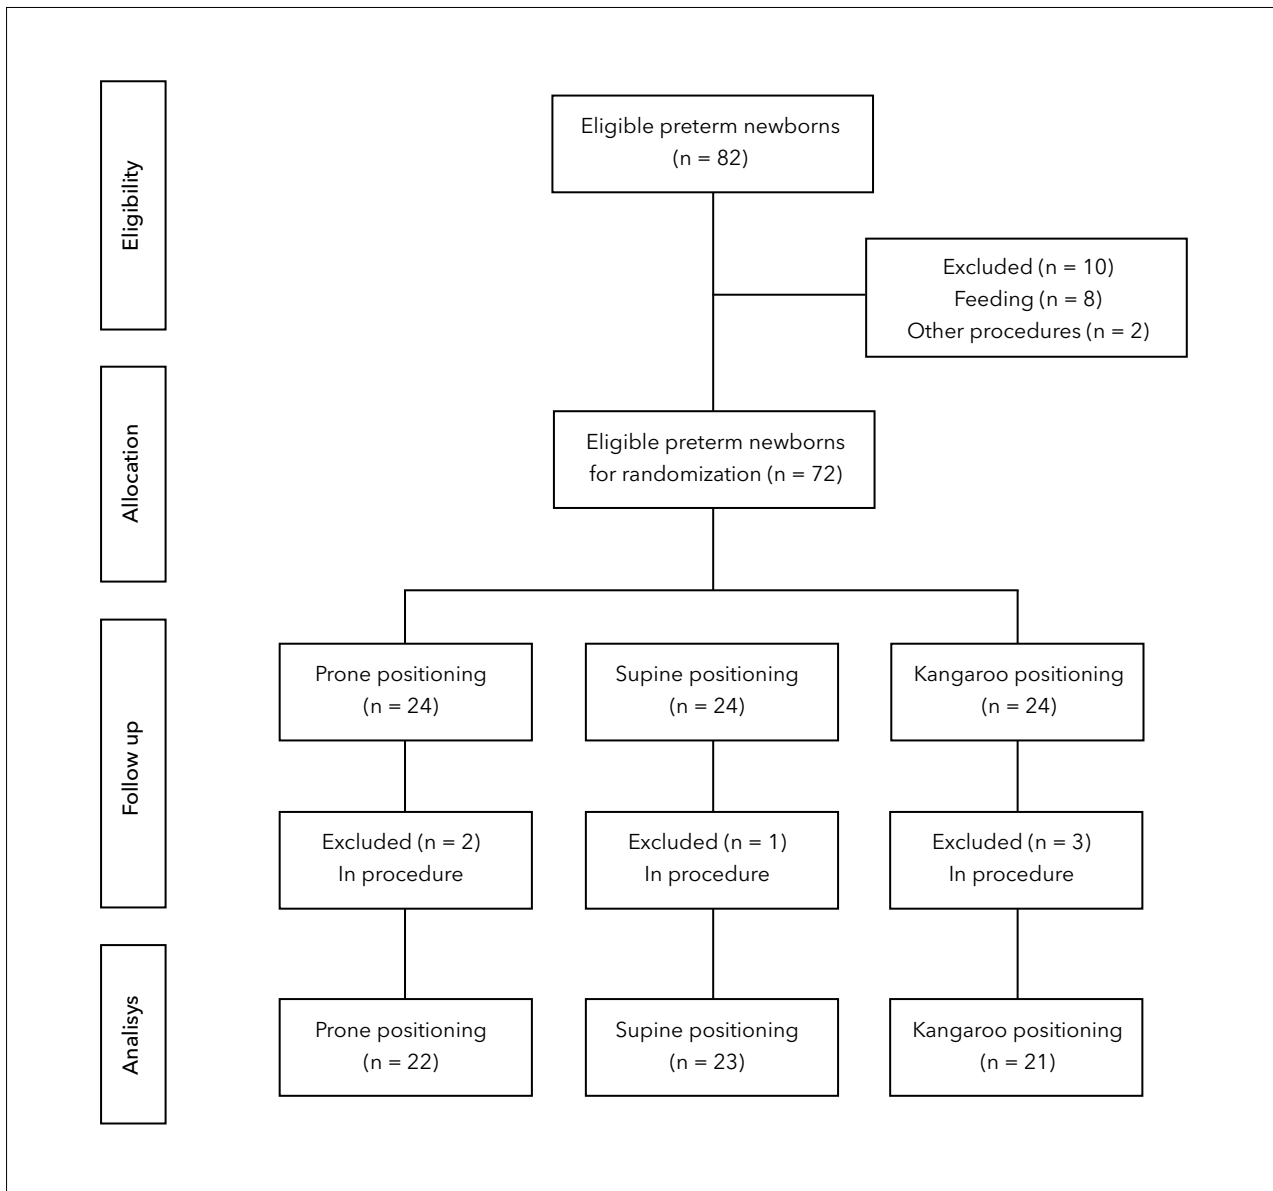 Eligibility
Eligible preterm newborns
(n = 82)
Excluded (n = 10)
Feeding (n = 8)
Other procedures (n = 2)
Allocation
Eligible preterm newborns
for randomization (n = 72)
Follow up
Prone positioning
(n = 24)
Supine positioning
(n = 24)
Kangaroo positioning
(n = 24)
Excluded (n = 2)
In procedure
Excluded (n = 1)
In procedure
Excluded (n = 3)
In procedure
Analisys
Prone positioning
(n = 22)
Supine positioning
(n = 23)
Kangaroo positioning
(n = 21)